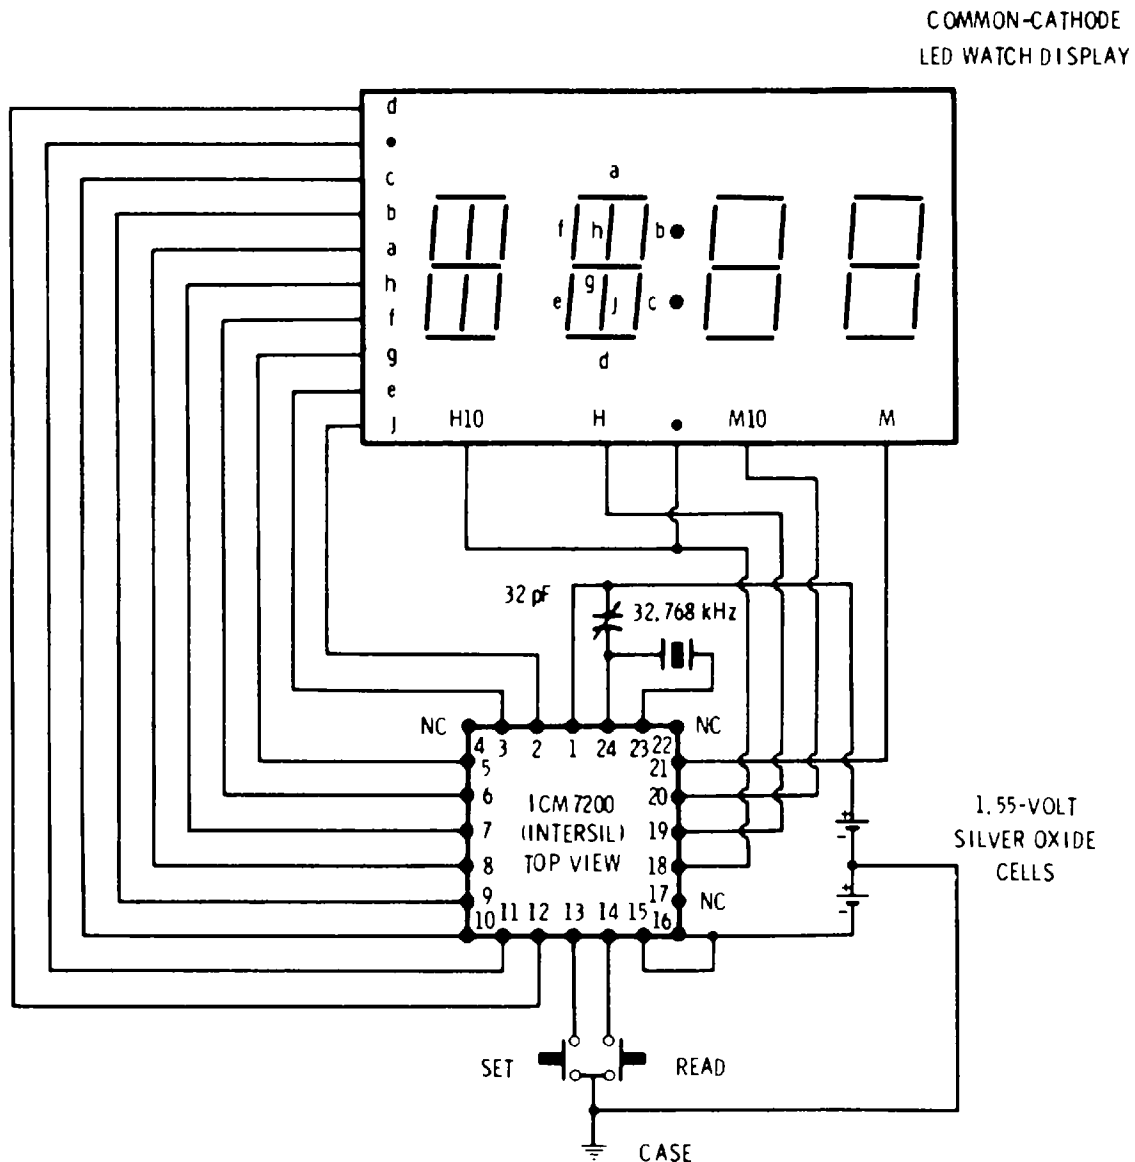 COMMON-CATHODE
LED WATCH DISPLAY
d
c
b
a
h
f
g
e
J
a
f h b
g
e J c
d
H10 H M10 M
32 pF
32.768 kHz
NC
NC
4 3 2 1 24 23 22
5
21
6
20
7
19
8
18
9
17
10 11 12 13 14 15 16
ICM7200
(INTERSIL)
TOP VIEW
NC
+
-
+
-
1.55-VOLT
SILVER OXIDE
CELLS
SET
READ
CASE